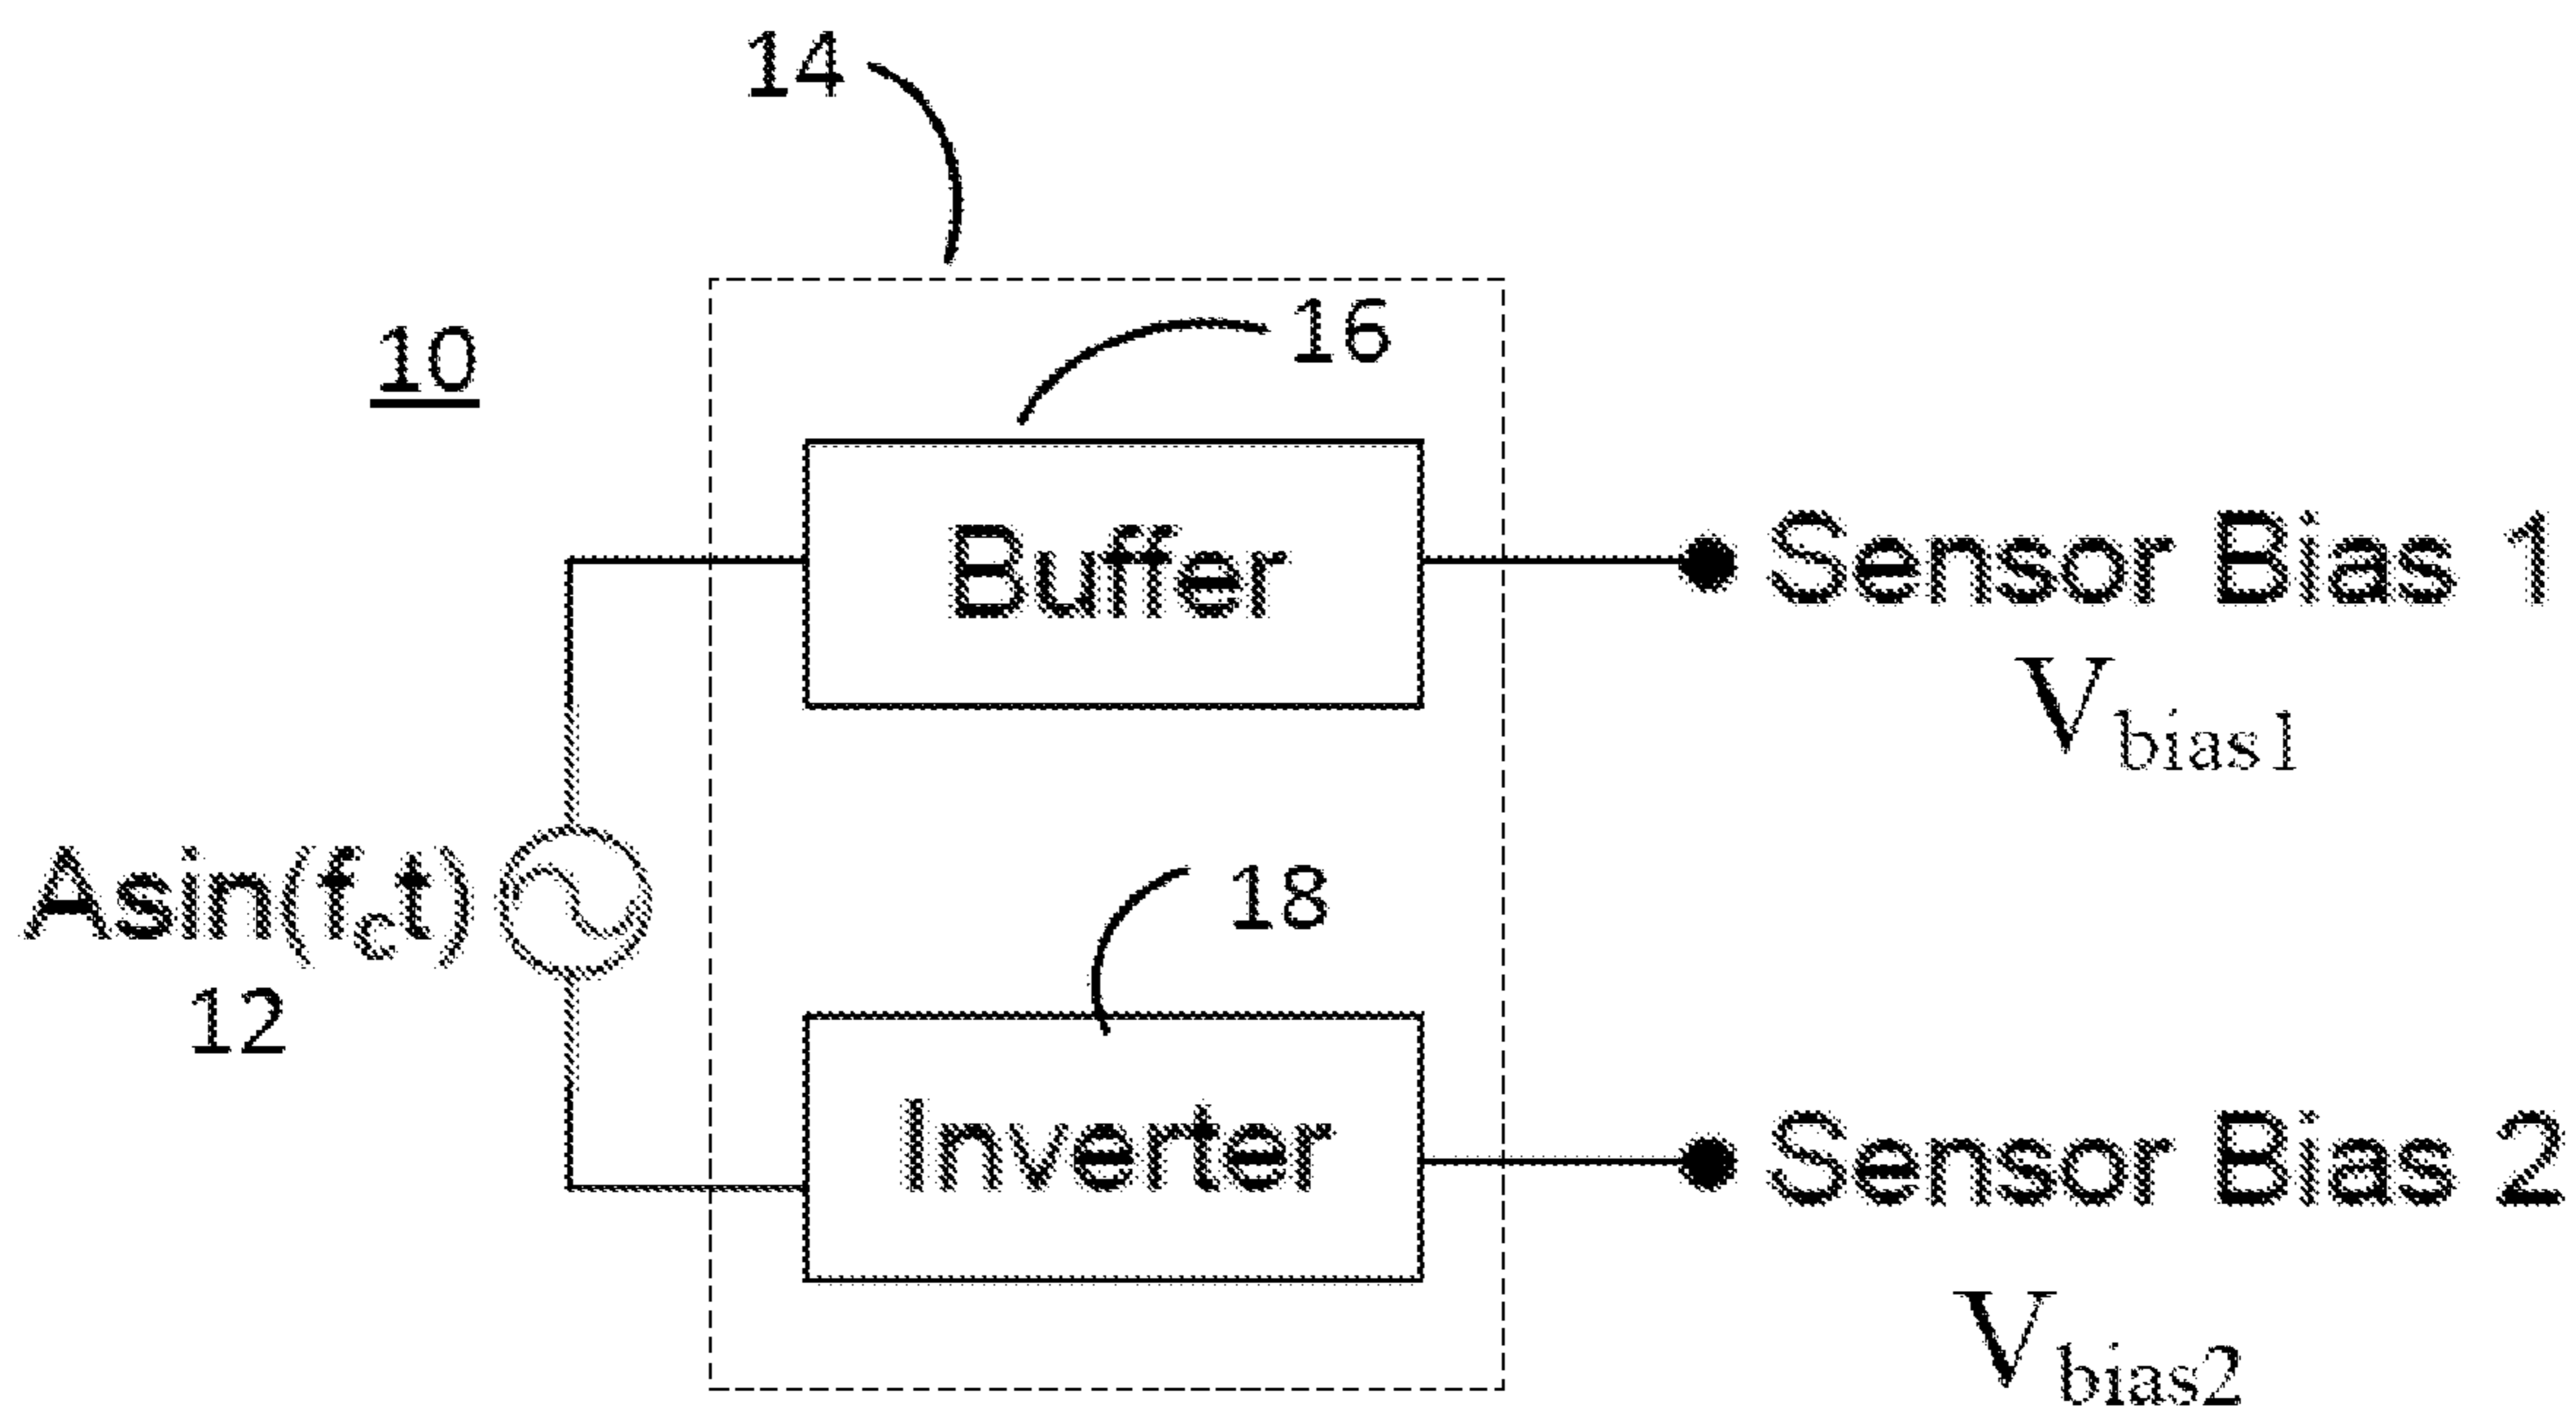 14
10
16
Buffer
Sensor Bias 1
Vbias1
Asin(fct)
12
18
Inverter
Sensor Bias 2
Vbias2